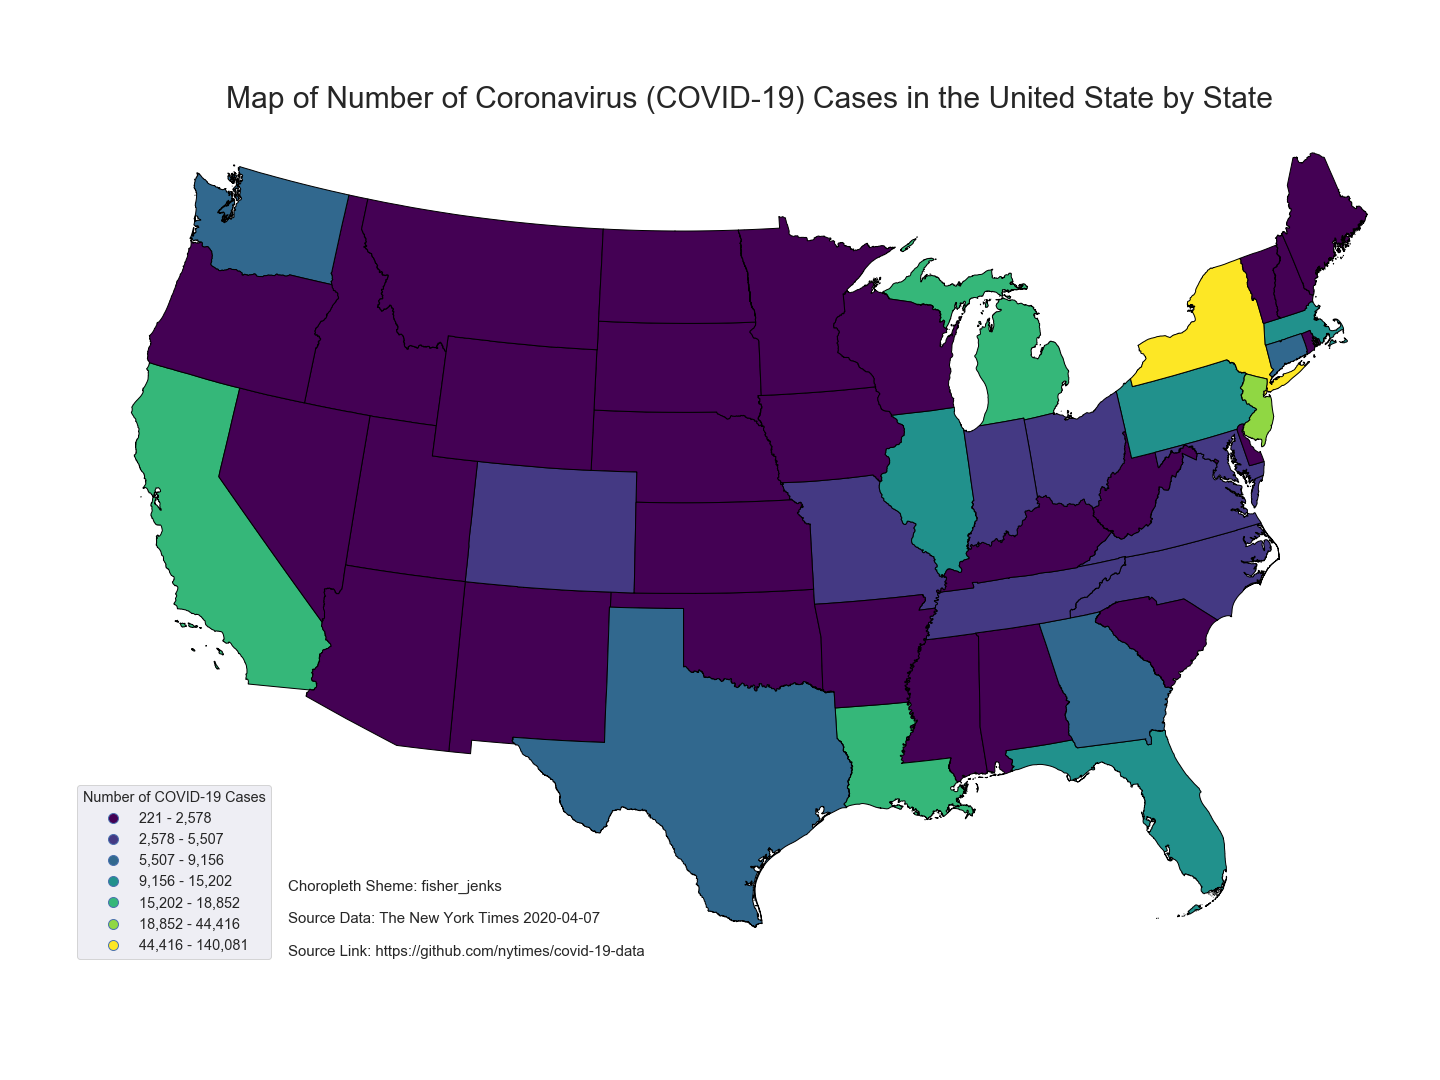 Map of Number of Coronavirus (COVID-19) Cases in the United State by State
Number of COVID-19 Cases
221 - 2,578
2,578 - 5,507
5,507 - 9,156
9,156 - 15,202
15,202 - 18,852
18,852 - 44,416
44,416 - 140,081
Choropleth Sheme: fisher_jenks
Source Data: The New York Times 2020-04-07
Source Link: https://github.com/nytimes/covid-19-data